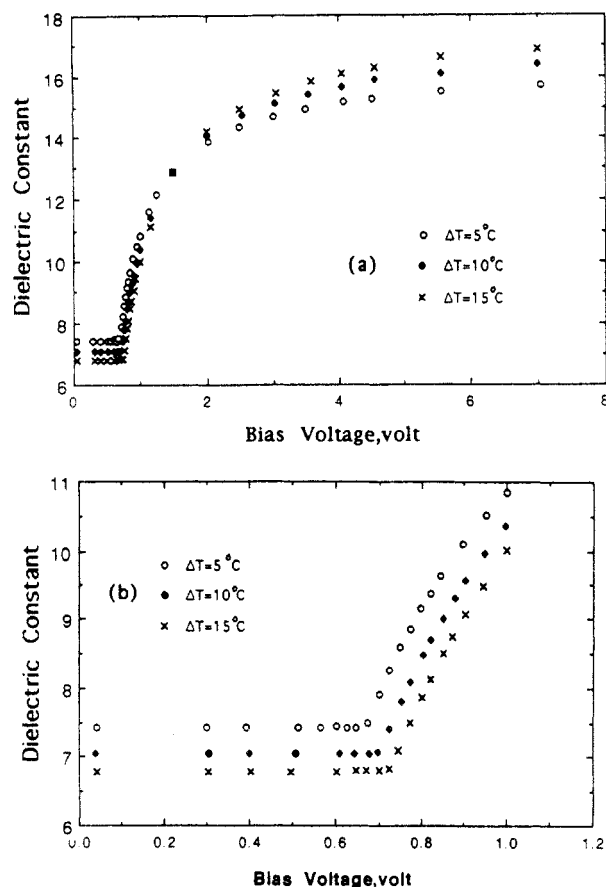 18
16
14
12
10
8
6
Dielectric Constant
(a)
ΔT=5°C
ΔT=10°C
ΔT=15°C
0 2 4 6 8
Bias Voltage,volt
11
10
9
8
7
6
Dielectric Constant
(b)
ΔT=5°C
ΔT=10°C
ΔT=15°C
0.0 0.2 0.4 0.6 0.8 1.0 1.2
Bias Voltage,volt